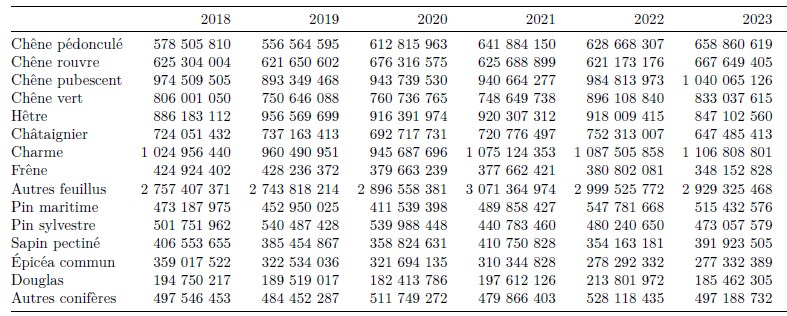 2018 2019 2020 2021 2022 2023
Chêne pédonculé 578 505 810 556 564 595 612 815 963 641 884 150 628 668 307 658 860 619
Chêne rouvre 625 304 004 621 650 602 676 316 575 625 688 899 621 173 176 667 649 405
Chêne pubescent 974 509 505 893 349 468 943 739 530 940 664 277 984 813 973 1 040 065 126
Chêne vert 806 001 050 750 646 088 760 736 765 748 649 738 896 108 840 833 037 615
Hêtre 886 183 112 956 569 699 916 391 974 920 307 312 918 009 415 847 102 560
Châtaignier 724 051 432 737 163 413 692 717 731 720 776 497 752 313 007 647 485 413
Charme 1 024 956 440 960 490 951 945 687 696 1 075 124 353 1 087 505 858 1 106 808 801
Frêne 424 924 402 428 236 372 379 663 239 377 662 421 380 802 081 348 152 828
Autres feuillus 2 757 407 371 2 743 818 214 2 896 558 381 3 071 364 974 2 999 525 772 2 929 325 468
Pin maritime 473 187 975 452 950 025 411 539 398 489 858 427 547 781 668 515 432 576
Pin sylvestre 501 751 962 540 487 428 539 988 448 440 783 460 480 240 650 473 057 579
Sapin pectiné 406 553 655 385 454 867 358 824 631 410 750 828 354 163 181 391 923 505
Épicéa commun 359 017 522 322 534 036 321 694 135 310 344 828 278 292 332 277 332 389
Douglas 194 750 217 189 519 017 182 413 786 197 612 126 213 801 972 185 462 305
Autres conifères 497 546 453 484 452 287 511 749 272 479 866 403 528 118 435 497 188 732